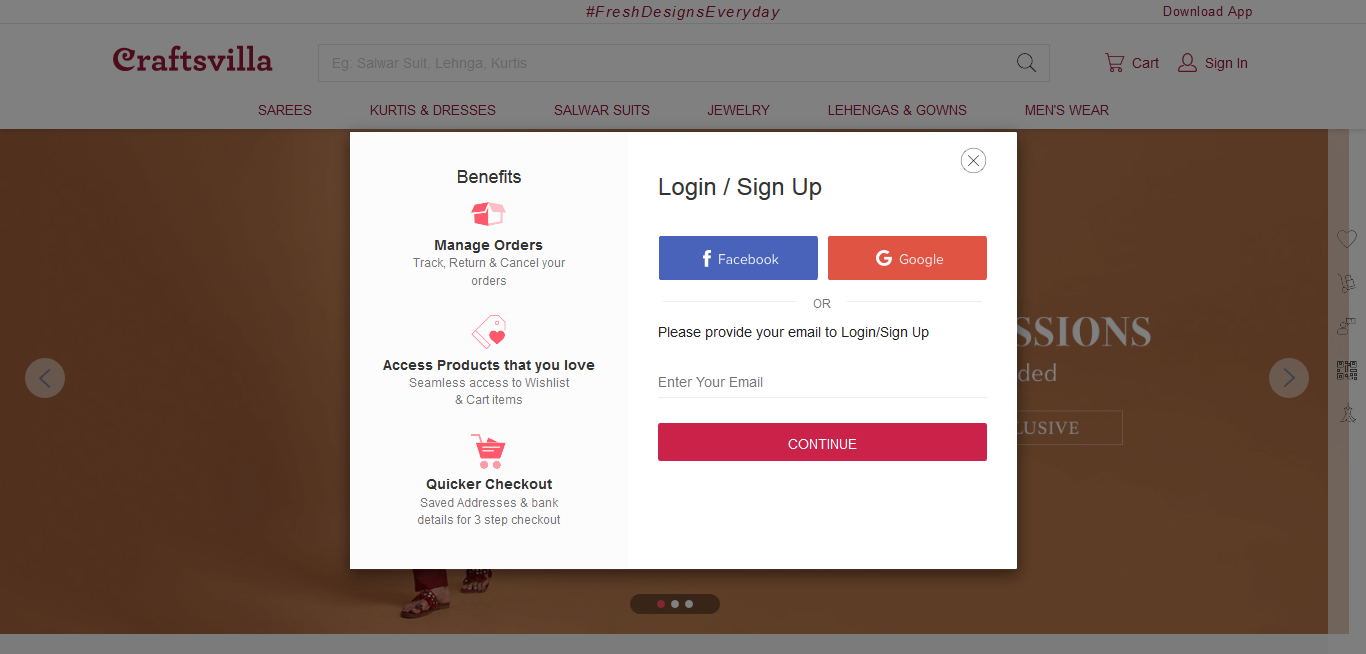 #FreshDesignsEveryday
Download App
Craftsvilla
Eg: Salwar Suit, Lehnga, Kurtis
Cart
Sign In
SAREES
KURTIS & DRESSES
SALWAR SUITS
JEWELRY
LEHENGAS & GOWNS
MEN'S WEAR
Benefits
Manage Orders
Track, Return & Cancel your
orders
Access Products that you love
Seamless access to Wishlist
& Cart items
Quicker Checkout
Saved Addresses & bank
details for 3 step checkout
Login / Sign Up
Facebook
Google
OR
Please provide your email to Login/Sign Up
Enter Your Email
CONTINUE
SSIONS
ded
LUSIVE